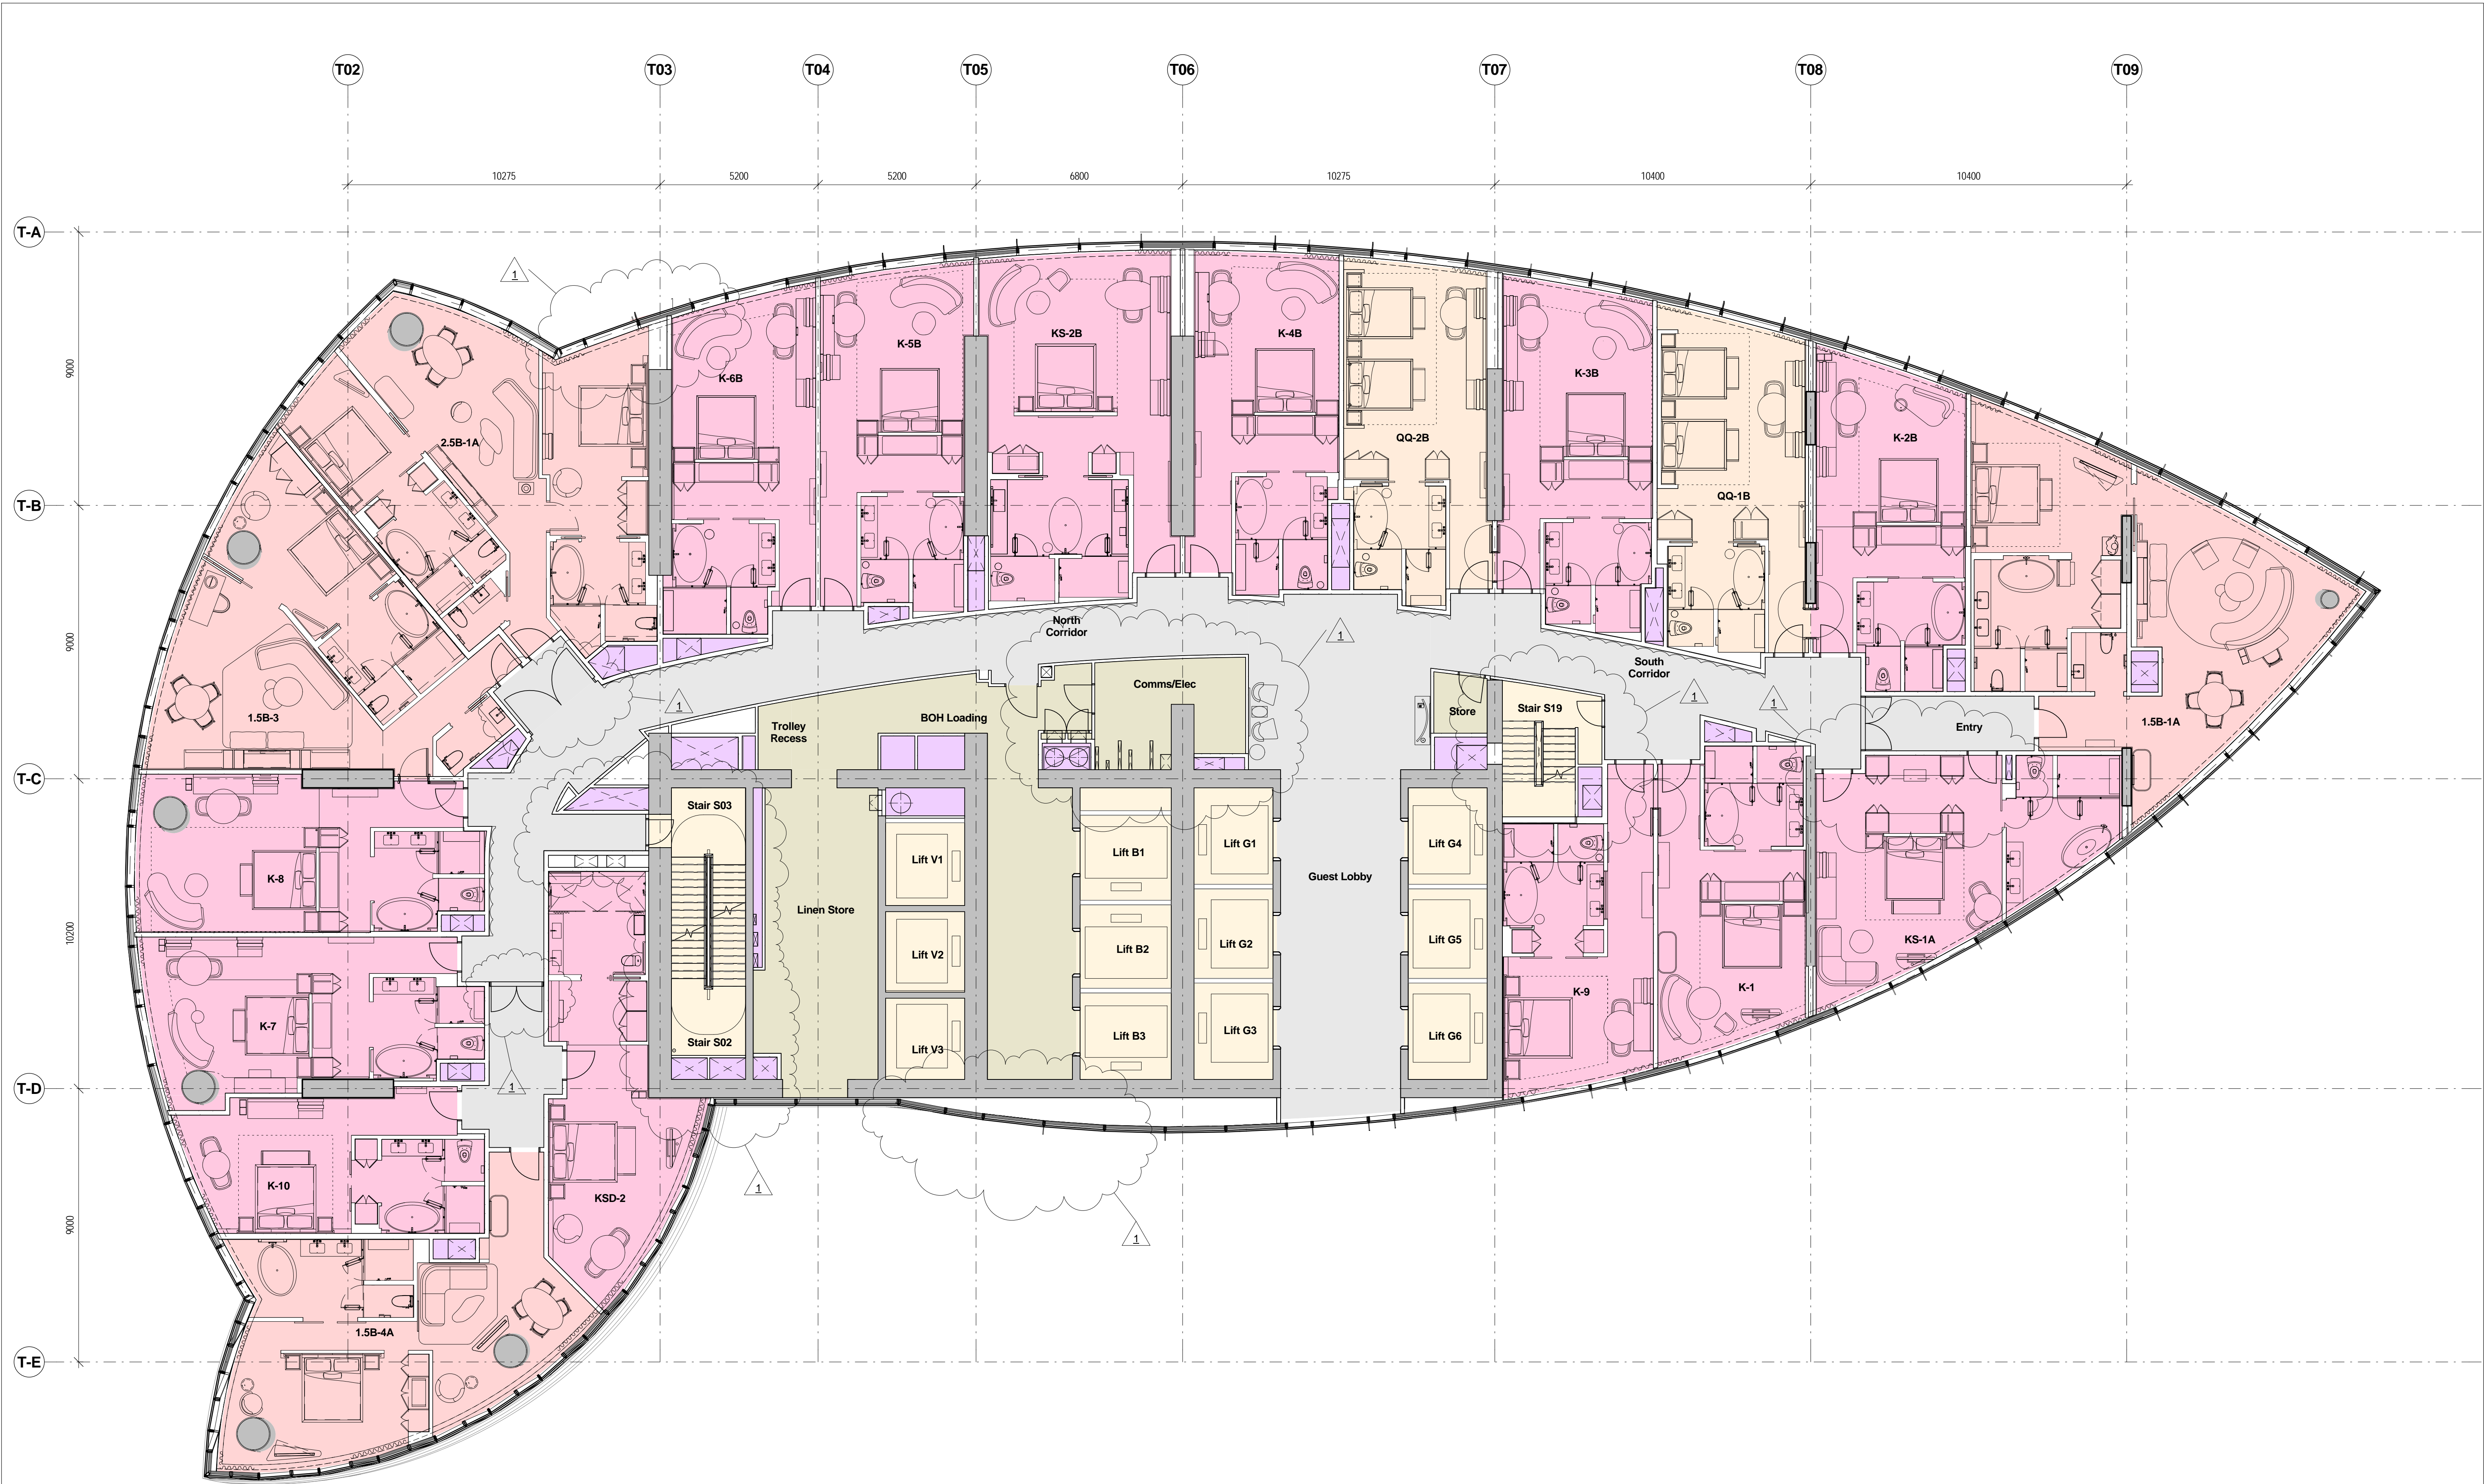 T02
T03
T04
T05
T06
T07
T08
T09
10275
5200
5200
6800
10275
10400
10400
T-A
1
9000
K-6B
K-5B
KS-2B
K-4B
K-3B
QQ-2B
K-2B
2.5B-1A
T-B
QQ-1B
9000
North
Corridor
1
South
Corridor
1
1
1
Comms/Elec
Store
Stair S19
Entry
1.5B-3
Trolley
Recess
BOH Loading
1.5B-1A
T-C
Stair S03
K-8
Lift V1
Lift B1
Lift G1
Guest Lobby
Lift G4
10200
Linen Store
Lift V2
Lift B2
Lift G2
Lift G5
KS-1A
K-7
K-9
K-1
Stair S02
Lift V3
Lift B3
Lift G3
Lift G6
T-D
1
K-10
KSD-2
1
9000
1
1.5B-4A
T-E